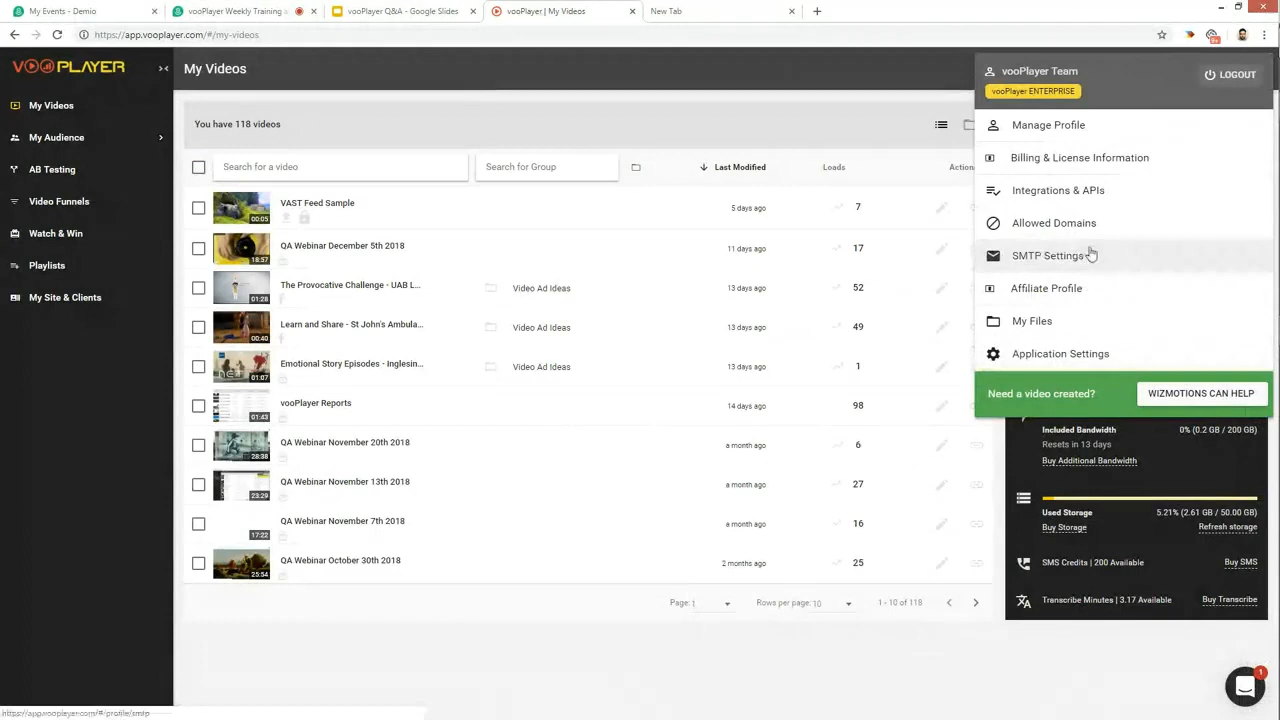 My Events - Demo
vooPlayer Weekly Training s
vooPlayer Q&A - Google Slides
vooPlayer | My Videos
New Tab
https://app.vooplayer.com/#/my-videos
9+
VOOPLAYER
My Videos
vooPlayer Team
LOGOUT
vooPlayer ENTERPRISE
My Videos
My Audience
AB Testing
Video Funnels
Watch & Win
Playlists
My Site & Clients
You have 118 videos
Search for a video
Search for Group
Last Modified
Loads
Action
VAST Feed Sample
00:05
5 days ago
7
QA Webinar December 5th 2018
18:57
11 days ago
17
The Provocative Challenge - UAB L...
01:28
Video Ad Ideas
13 days ago
52
Learn and Share - St John's Ambula...
00:40
Video Ad Ideas
13 days ago
49
Emotional Story Episodes - Inglesin...
01:07
Video Ad Ideas
13 days ago
1
vooPlayer Reports
01:43
14 days ago
98
QA Webinar November 20th 2018
28:38
a month ago
6
QA Webinar November 13th 2018
23:29
a month ago
27
QA Webinar November 7th 2018
17:22
a month ago
16
QA Webinar October 30th 2018
25:54
2 months ago
25
Page: 1
Rows per page: 10
1 - 10 of 118
Manage Profile
Billing & License Information
Integrations & APIs
Allowed Domains
SMTP Settings
Affiliate Profile
My Files
Application Settings
Need a video created?
WIZMOTIONS CAN HELP
Included Bandwidth
0% (0.2 GB / 200 GB)
Resets in 13 days
Buy Additional Bandwidth
Used Storage
5.21% (2.61 GB / 50.00 GB)
Buy Storage
Refresh storage
SMS Credits | 200 Available
Buy SMS
Transcribe Minutes | 3.17 Available
Buy Transcribe
1
https://app.vooplayer.com/#/profile/smtp